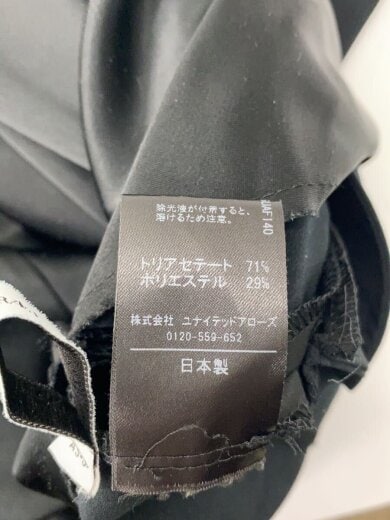 除光液が付着すると、
溶けるため注意。
UAF140
トリアセテート 71%
ポリエステル 29%
株式会社 ユナイテッドアローズ
0120-559-652
日本製